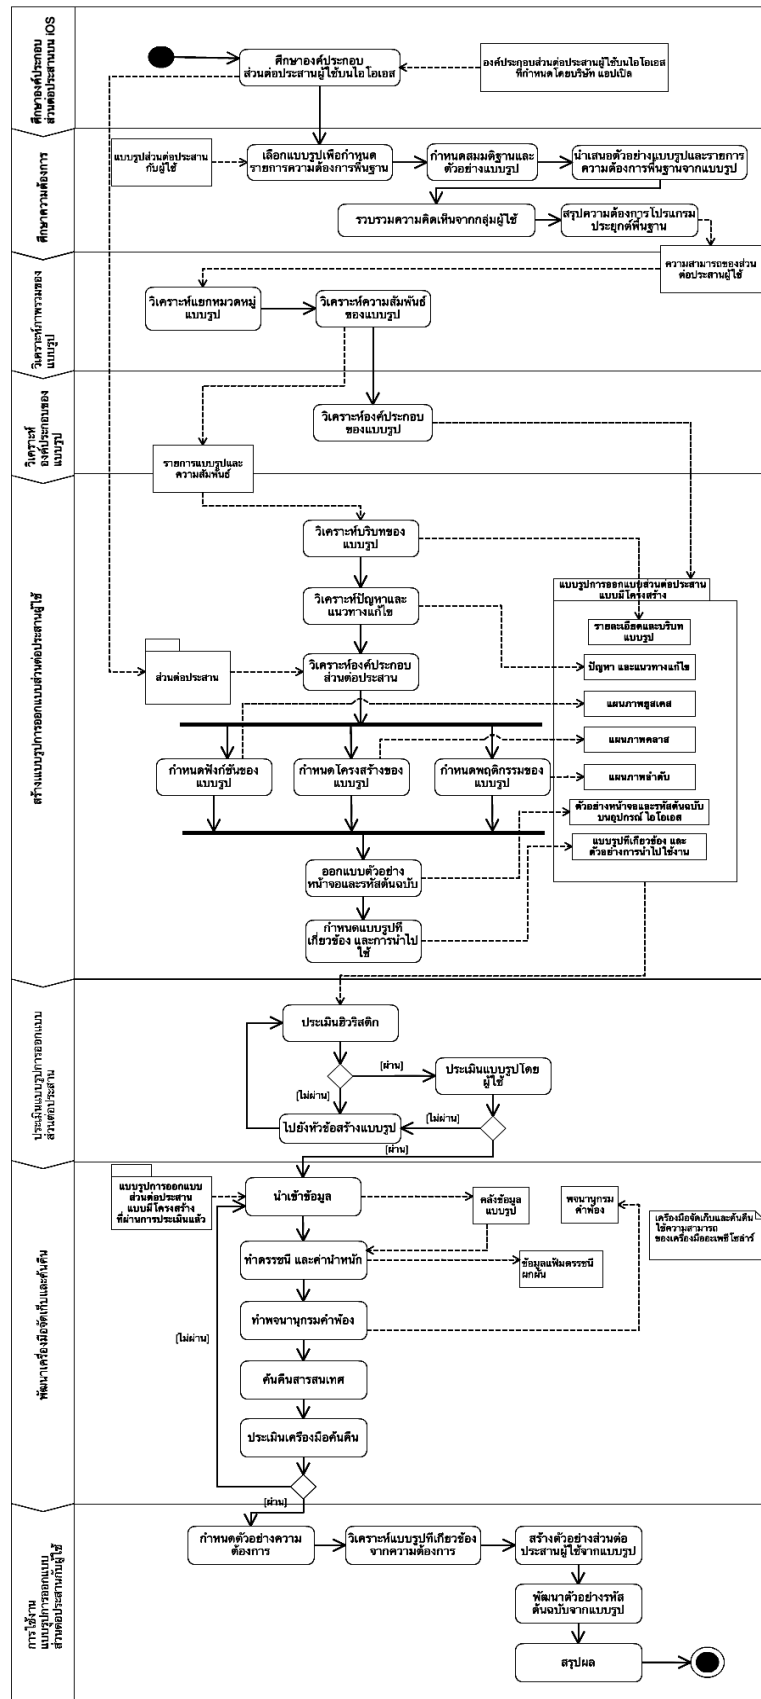 ศึกษาองค์ประกอบ
ส่วนต่อประสานบน iOS
ศึกษาองค์ประกอบ
ส่วนต่อประสานผู้ใช้บนไอโอเอส
องค์ประกอบส่วนต่อประสานผู้ใช้บนไอโอเอส
ที่กำหนดโดยบริษัท แอปเปิล
ศึกษาความต้องการ
แบบรูปส่วนต่อประสาน
กับผู้ใช้
เลือกแบบรูปเพื่อกำหนด
รายการความต้องการพื้นฐาน
กำหนดสมมติฐานและ
ตัวอย่างแบบรูป
นำเสนอตัวอย่างแบบรูปและรายการ
ความต้องการพื้นฐานจากแบบรูป
รวบรวมความคิดเห็นจากกลุ่มผู้ใช้
สรุปความต้องการโปรแกรม
ประยุกต์พื้นฐาน
ความสามารถของส่วน
ต่อประสานผู้ใช้
วิเคราะห์ภาพรวมของ
แบบรูป
วิเคราะห์แยกหมวดหมู่
แบบรูป
วิเคราะห์ความสัมพันธ์
ของแบบรูป
วิเคราะห์
องค์ประกอบของ
แบบรูป
วิเคราะห์องค์ประกอบ
ของแบบรูป
รายการแบบรูปและ
ความสัมพันธ์
สร้างแบบรูปการออกแบบส่วนต่อประสานผู้ใช้
วิเคราะห์บริบทของ
แบบรูป
วิเคราะห์ปัญหาและ
แนวทางแก้ไข
ส่วนต่อประสาน
วิเคราะห์องค์ประกอบ
ส่วนต่อประสาน
แบบรูปการออกแบบส่วนต่อประสาน
แบบมีโครงสร้าง
รายละเอียดและบริบท
แบบรูป
ปัญหา และแนวทางแก้ไข
แผนภาพยูสเคส
แผนภาพคลาส
แผนภาพลำดับ
ตัวอย่างหน้าจอและรหัสต้นฉบับ
บนอุปกรณ์ ไอโอเอส
แบบรูปที่เกี่ยวข้อง และ
ตัวอย่างการนำไปใช้งาน
กำหนดฟังก์ชันของ
แบบรูป
กำหนดโครงสร้างของ
แบบรูป
กำหนดพฤติกรรมของ
แบบรูป
ออกแบบตัวอย่าง
หน้าจอและรหัสต้นฉบับ
กำหนดแบบรูปที่
เกี่ยวข้อง และการนำไป
ใช้
ประเมินแบบรูปการออกแบบ
ส่วนต่อประสาน
ประเมินฮิวริสติก
[ผ่าน]
ประเมินแบบรูปโดย
ผู้ใช้
[ไม่ผ่าน]
ไปยังหัวข้อสร้างแบบรูป
[ไม่ผ่าน]
[ผ่าน]
พัฒนาเครื่องมือจัดเก็บและค้นคืน
แบบรูปการออกแบบ
ส่วนต่อประสาน
แบบมีโครงสร้าง
ที่ผ่านการประเมินแล้ว
นำเข้าข้อมูล
คลังข้อมูล
แบบรูป
พจนานุกรม
คำพ้อง
เครื่องมือจัดเก็บและค้นคืน
ใช้ความสามารถ
ของเครื่องมืออะแพชีโซล่าร์
ทำดรรชนี และค่าน้ำหนัก
ข้อมูลแฟ้มดรรชนี
ผกผัน
ทำพจนานุกรมคำพ้อง
[ไม่ผ่าน]
ค้นคืนสารสนเทศ
ประเมินเครื่องมือค้นคืน
[ผ่าน]
การใช้งาน
แบบรูปการออกแบบ
ส่วนต่อประสานกับผู้ใช้
กำหนดตัวอย่างความ
ต้องการ
วิเคราะห์แบบรูปที่เกี่ยวข้อง
จากความต้องการ
สร้างตัวอย่างส่วนต่อ
ประสานผู้ใช้จากแบบรูป
พัฒนาตัวอย่างรหัส
ต้นฉบับจากแบบรูป
สรุปผล